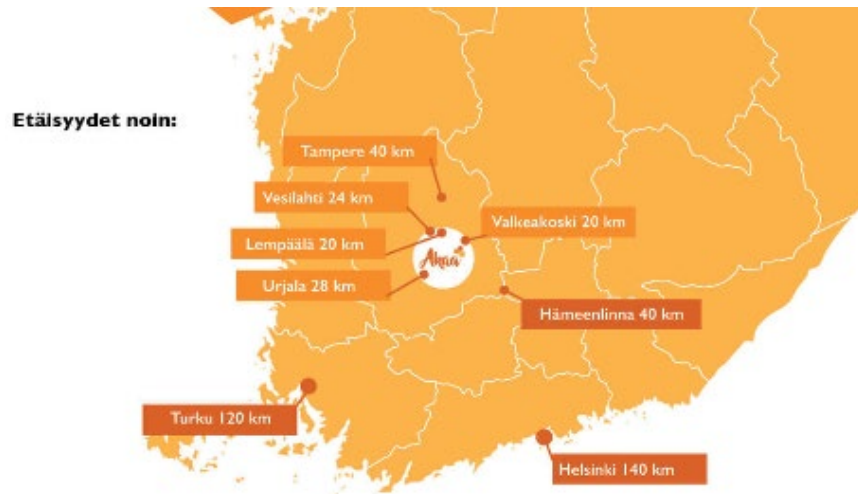 Etäisyydet noin:
Tampere 40 km
Vesilahti 24 km
Valkeakoski 20 km
Lempäälä 20 km
Akaa
Urjala 28 km
Hämeenlinna 40 km
Turku 120 km
Helsinki 140 km